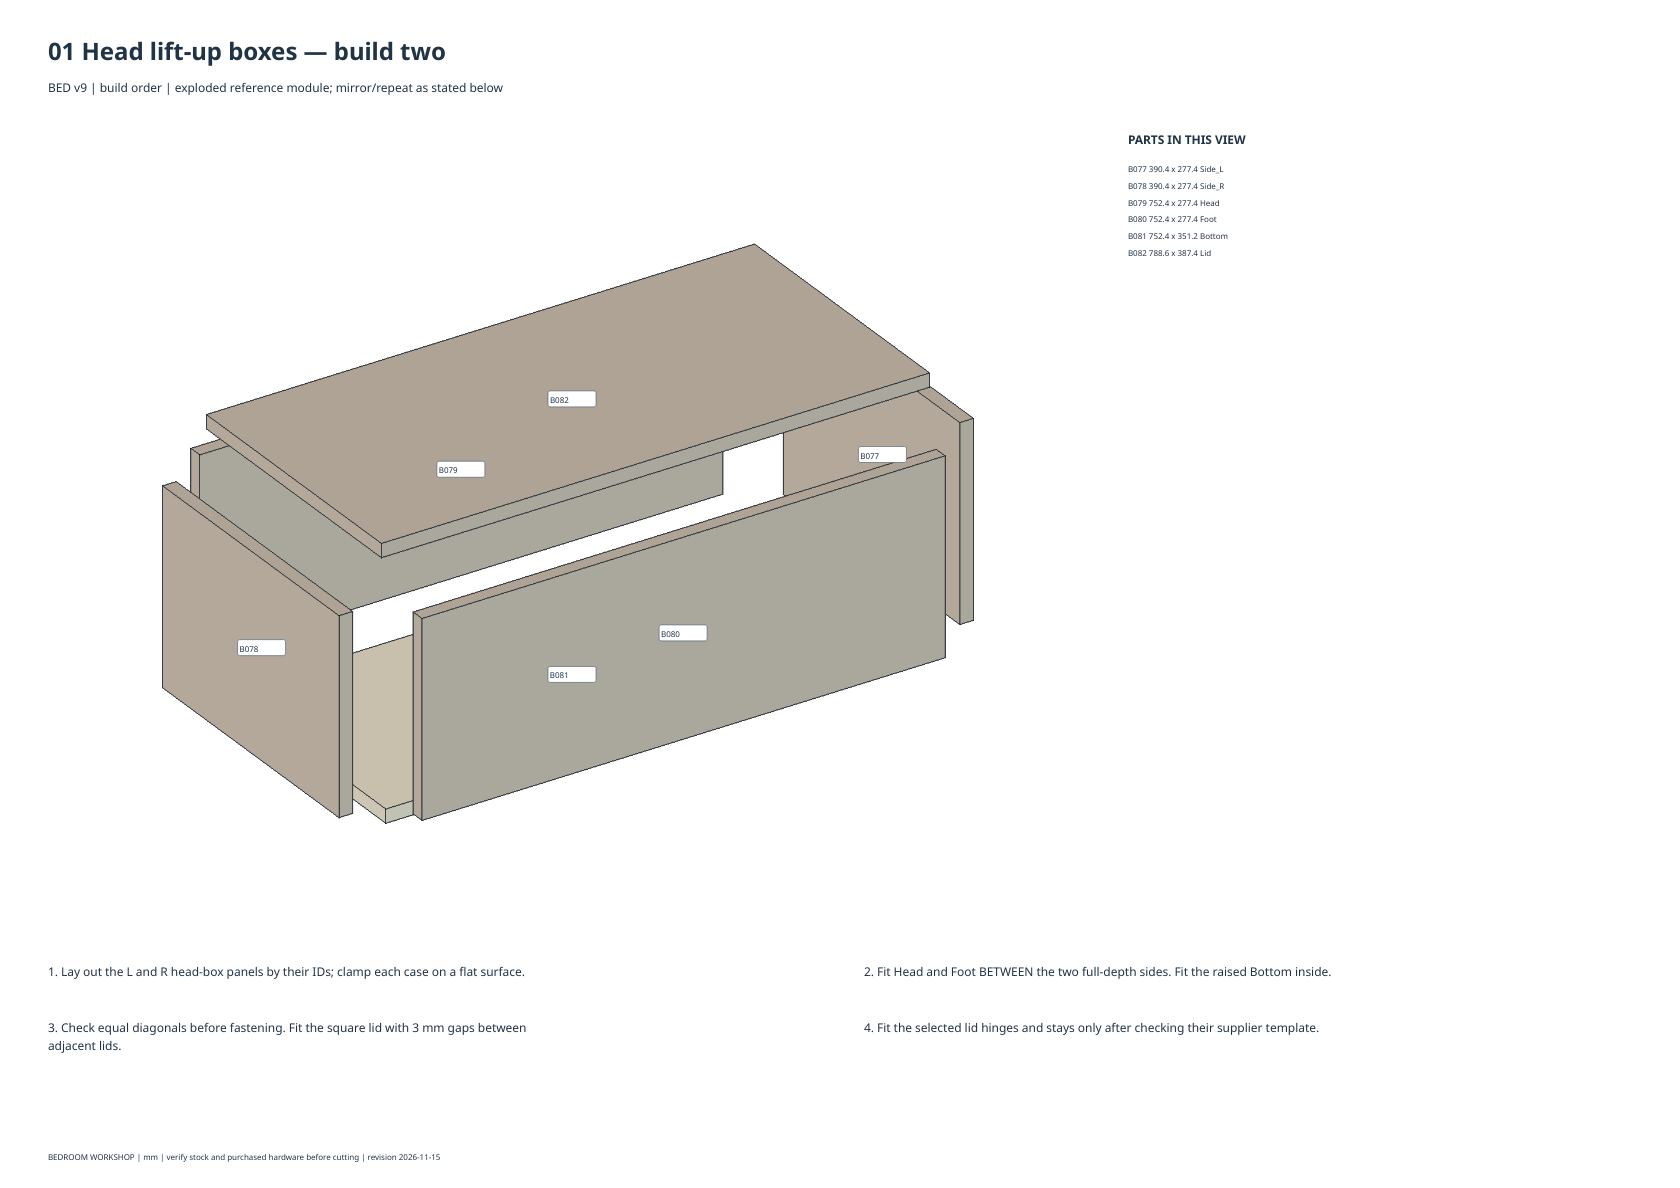 01 Head lift-up boxes — build two
BED v9 | build order | exploded reference module; mirror/repeat as stated below
PARTS IN THIS VIEW
B077 390.4 x 277.4 Side_L
B078 390.4 x 277.4 Side_R
B079 752.4 x 277.4 Head
B080 752.4 x 277.4 Foot
B081 752.4 x 351.2 Bottom
B082 788.6 x 387.4 Lid
B082
B079
B077
B078
B080
B081
1. Lay out the L and R head-box panels by their IDs; clamp each case on a flat surface.
2. Fit Head and Foot BETWEEN the two full-depth sides. Fit the raised Bottom inside.
3. Check equal diagonals before fastening. Fit the square lid with 3 mm gaps between
adjacent lids.
4. Fit the selected lid hinges and stays only after checking their supplier template.
BEDROOM WORKSHOP | mm | verify stock and purchased hardware before cutting | revision 2026-11-15